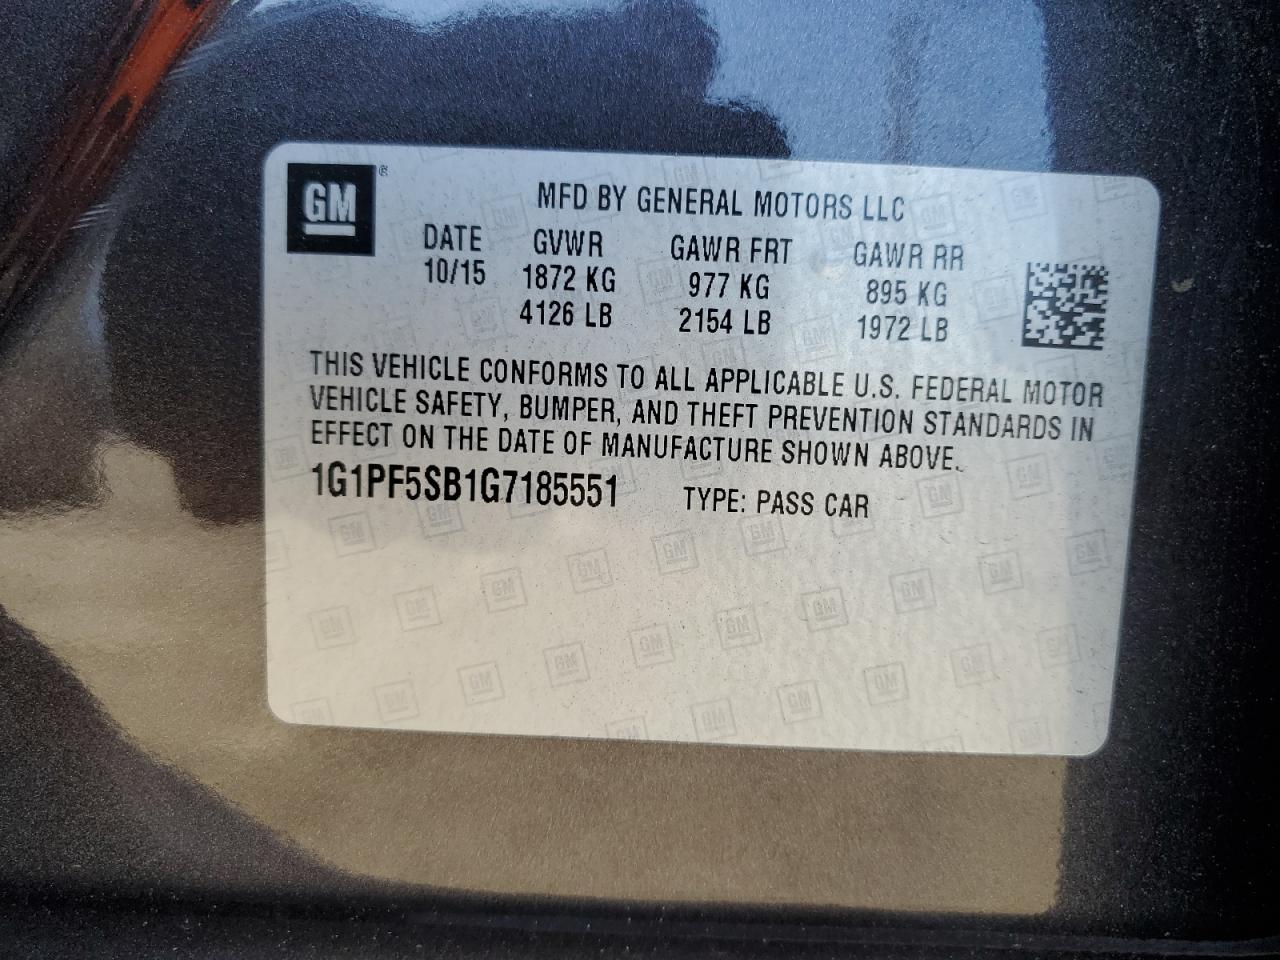 GM ®
MFD BY GENERAL MOTORS LLC
DATE GVWR GAWR FRT GAWR RR
10/15 1872 KG 977 KG 895 KG
4126 LB 2154 LB 1972 LB
THIS VEHICLE CONFORMS TO ALL APPLICABLE U.S. FEDERAL MOTOR
VEHICLE SAFETY, BUMPER, AND THEFT PREVENTION STANDARDS IN
EFFECT ON THE DATE OF MANUFACTURE SHOWN ABOVE.
1G1PF5SB1G7185551 TYPE: PASS CAR